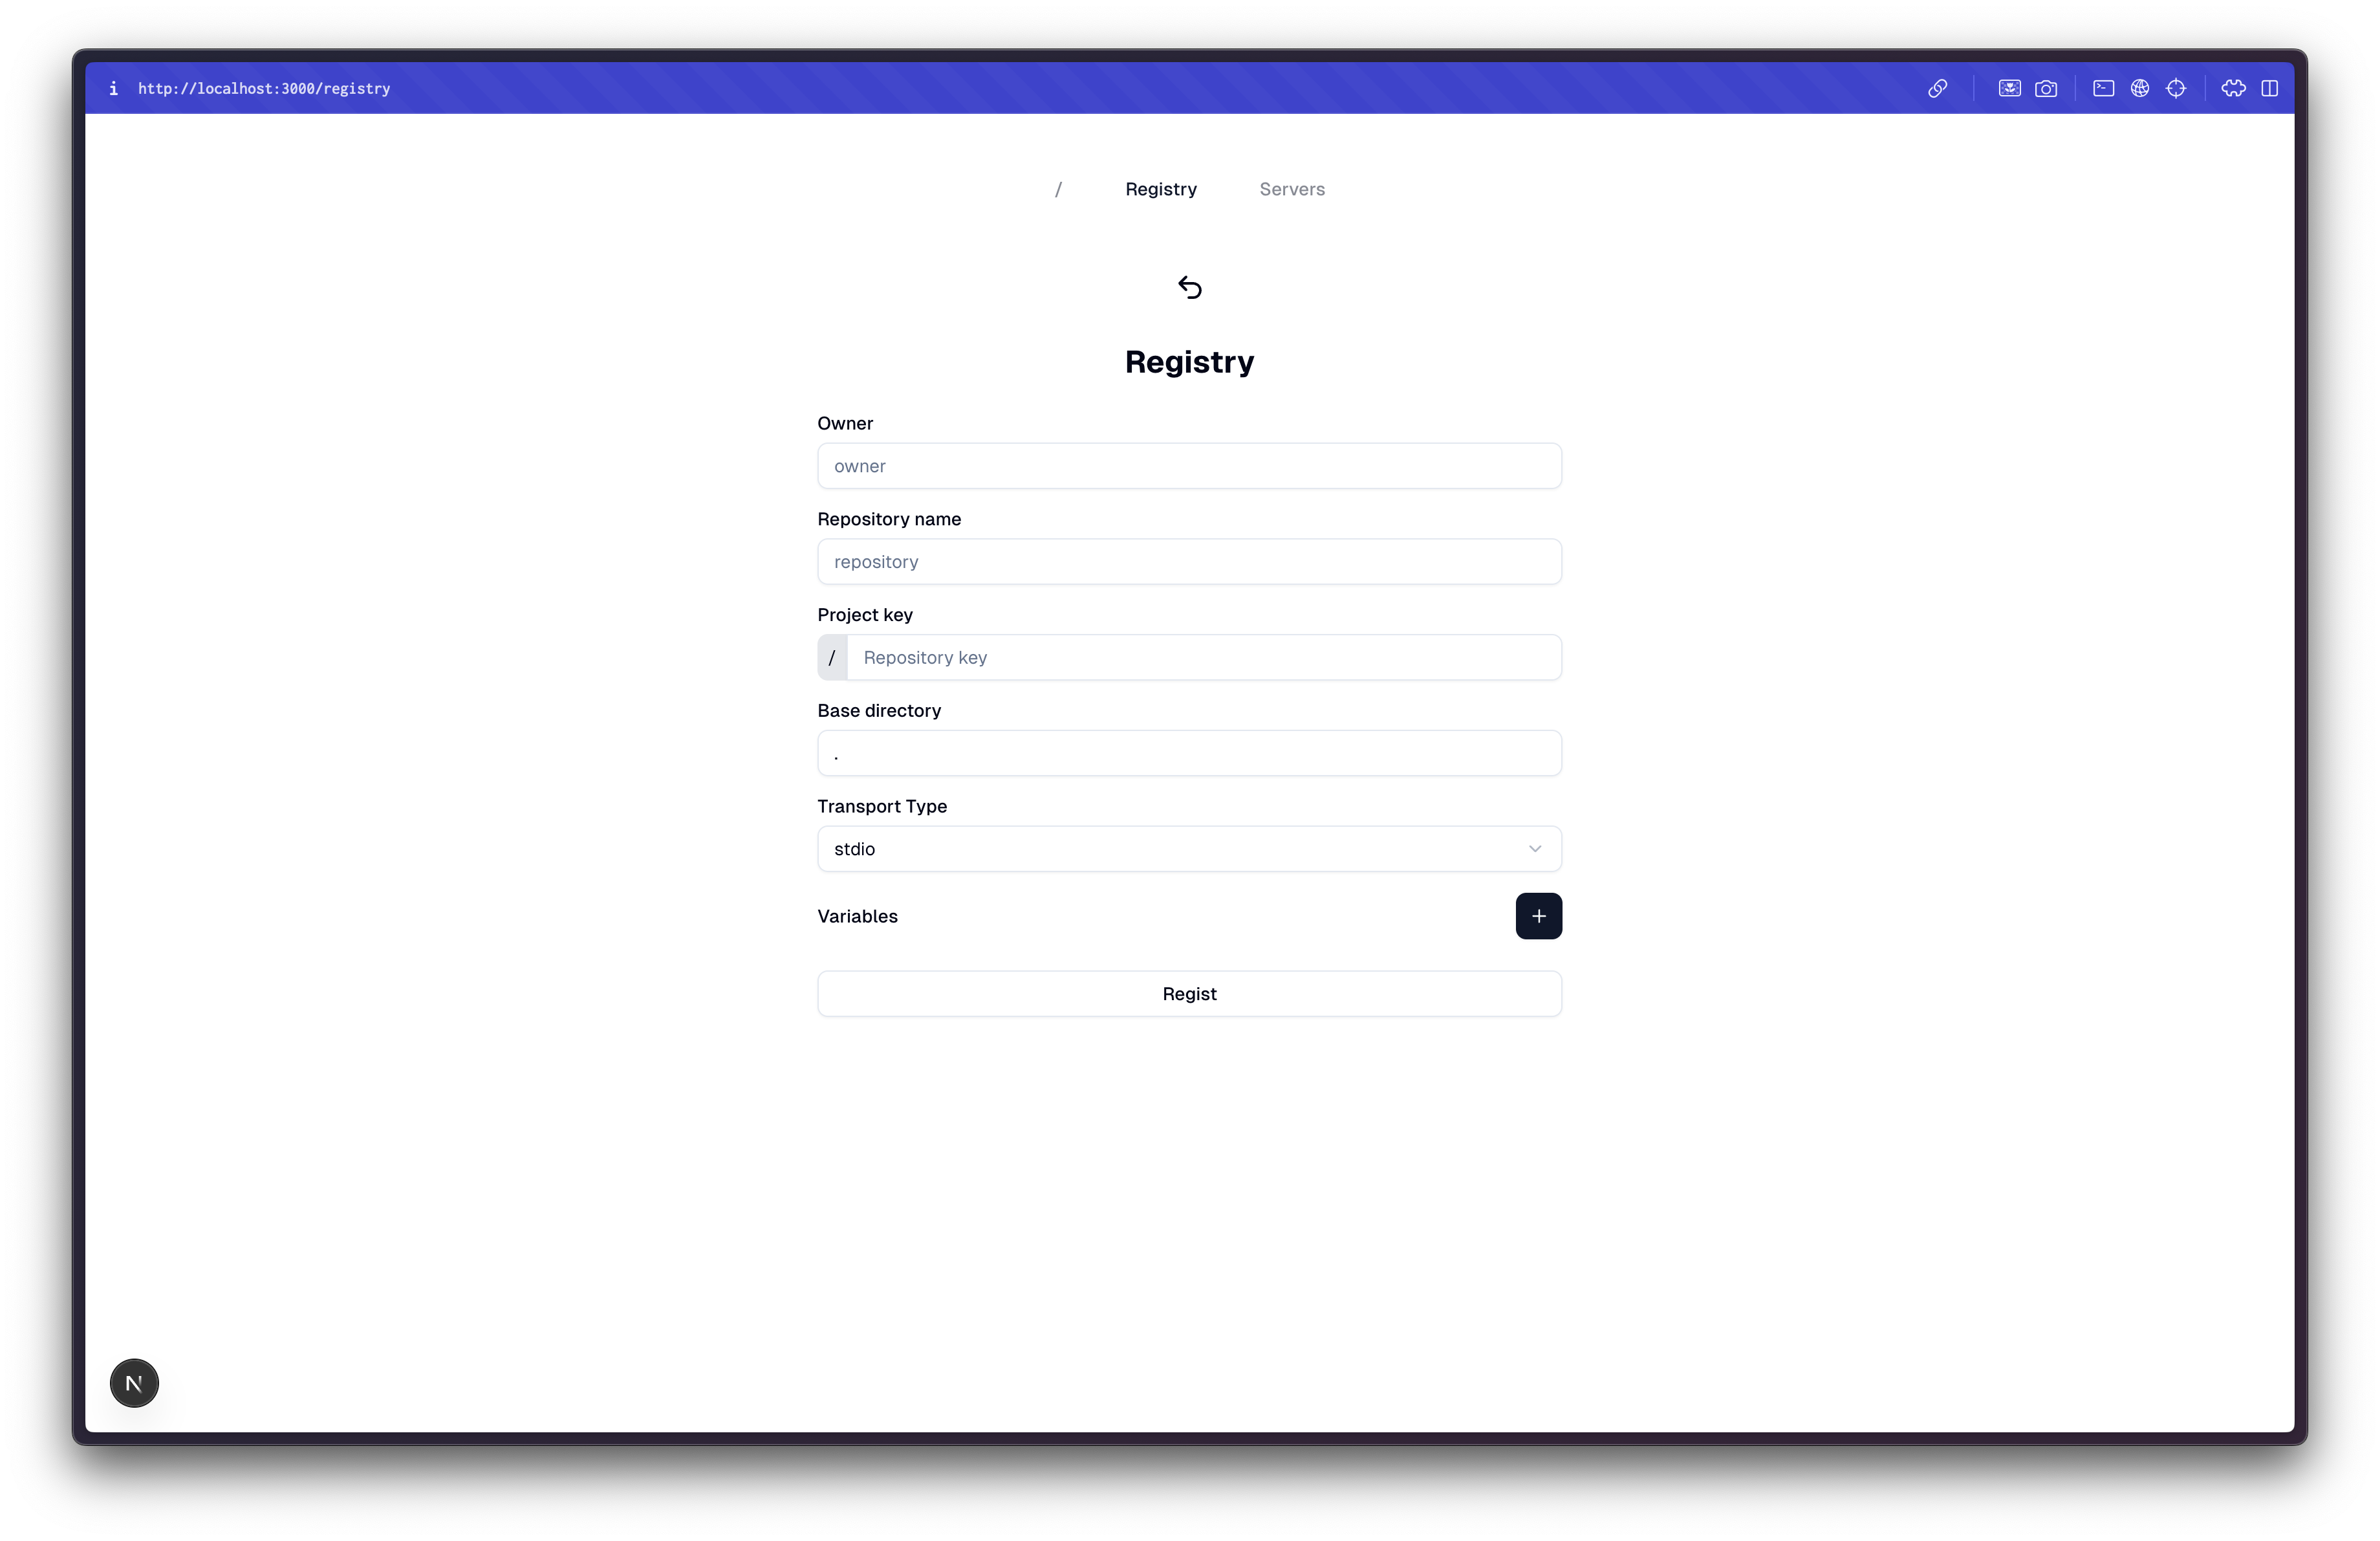 i http://localhost:3000/registry
/ Registry Servers
Registry
Owner
owner
Repository name
repository
Project key
/ Repository key
Base directory
.
Transport Type
stdio
Variables
+
Regist
N